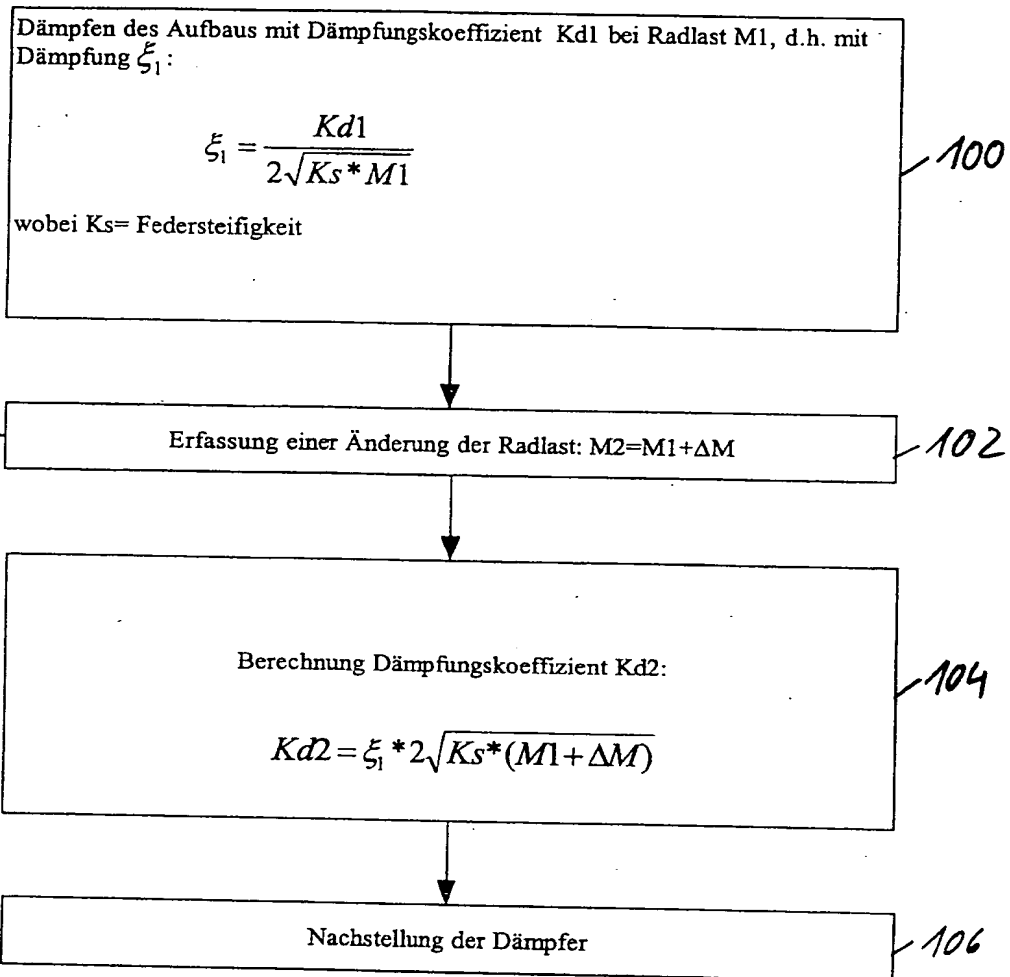 Dämpfen des Aufbaus mit Dämpfungskoeffizient Kd1 bei Radlast M1, d.h. mit
Dämpfung ξ₁:
ξ₁ = Kd1 / 2√(Ks*M1)
100
wobei Ks= Federsteifigkeit
Erfassung einer Änderung der Radlast: M2=M1+ΔM
102
Berechnung Dämpfungskoeffizient Kd2:
104
Kd2=ξ₁*2√(Ks*(M1+ΔM))
Nachstellung der Dämpfer
106